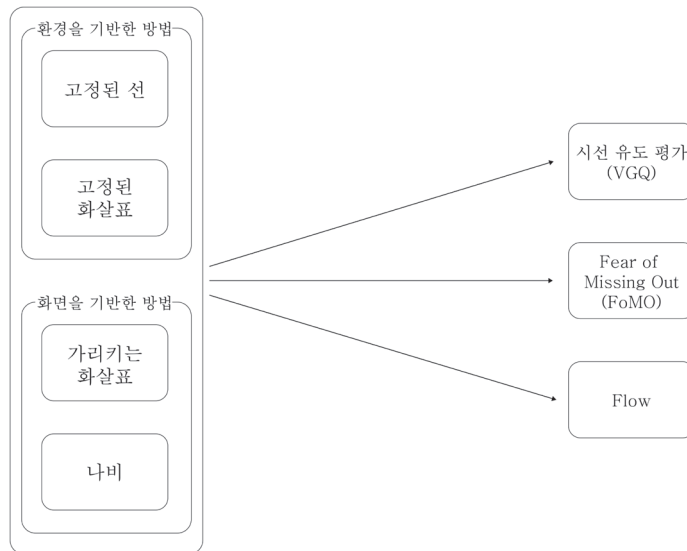 환경을 기반한 방법
고정된 선
고정된
화살표
화면을 기반한 방법
가리키는
화살표
나비
시선 유도 평가
(VGQ)
Fear of
Missing Out
(FoMO)
Flow